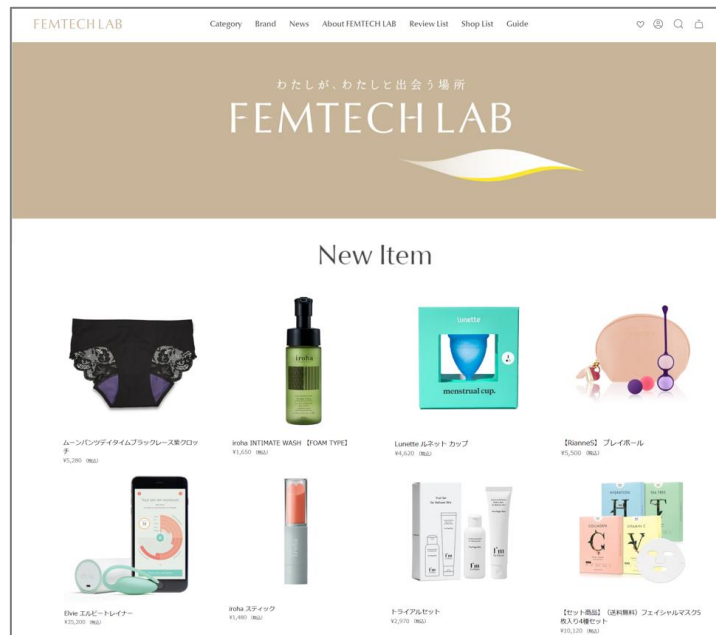 FEMTECH LAB
Category Brand News About FEMTECH LAB Review List Shop List Guide
わたしが、わたしと出会う場所
FEMTECH LAB
New Item
iroha
Lunette
menstrual cup.
ムーンパンツデイタイムブラックレース紫クロッ
チ
¥5,280 (税込)
iroha INTIMATE WASH 【FOAM TYPE】
¥1,650 (税込)
Lunette ルネット カップ
¥4,620 (税込)
【RianneS】 プレイボール
¥5,500 (税込)
I'm
I'm
I'm
HYDRATION
H
TEA TREE
T
COLLAGEN
C
VITAMIN C
V
Elvie エルビートレイナー
¥35,200 (税込)
iroha スティック
¥1,480 (税込)
トライアルセット
¥2,970 (税込)
【セット商品】（送料無料）フェイシャルマスク5
枚入り4種セット
¥10,120 (税込)